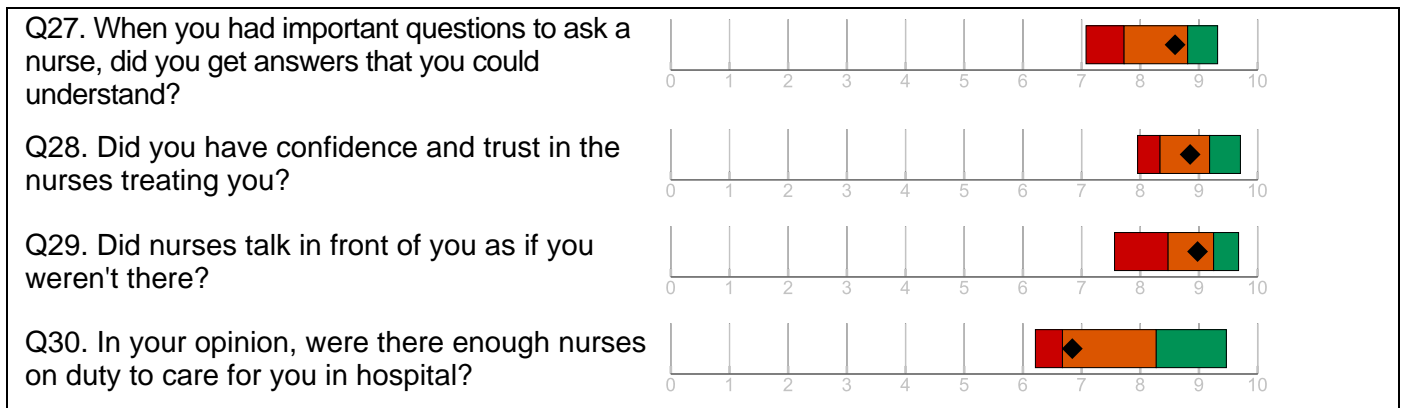 Q27. When you had important questions to ask a
nurse, did you get answers that you could
understand?
0 1 2 3 4 5 6 7 8 9 10
Q28. Did you have confidence and trust in the
nurses treating you?
0 1 2 3 4 5 6 7 8 9 10
Q29. Did nurses talk in front of you as if you
weren't there?
0 1 2 3 4 5 6 7 8 9 10
Q30. In your opinion, were there enough nurses
on duty to care for you in hospital?
0 1 2 3 4 5 6 7 8 9 10